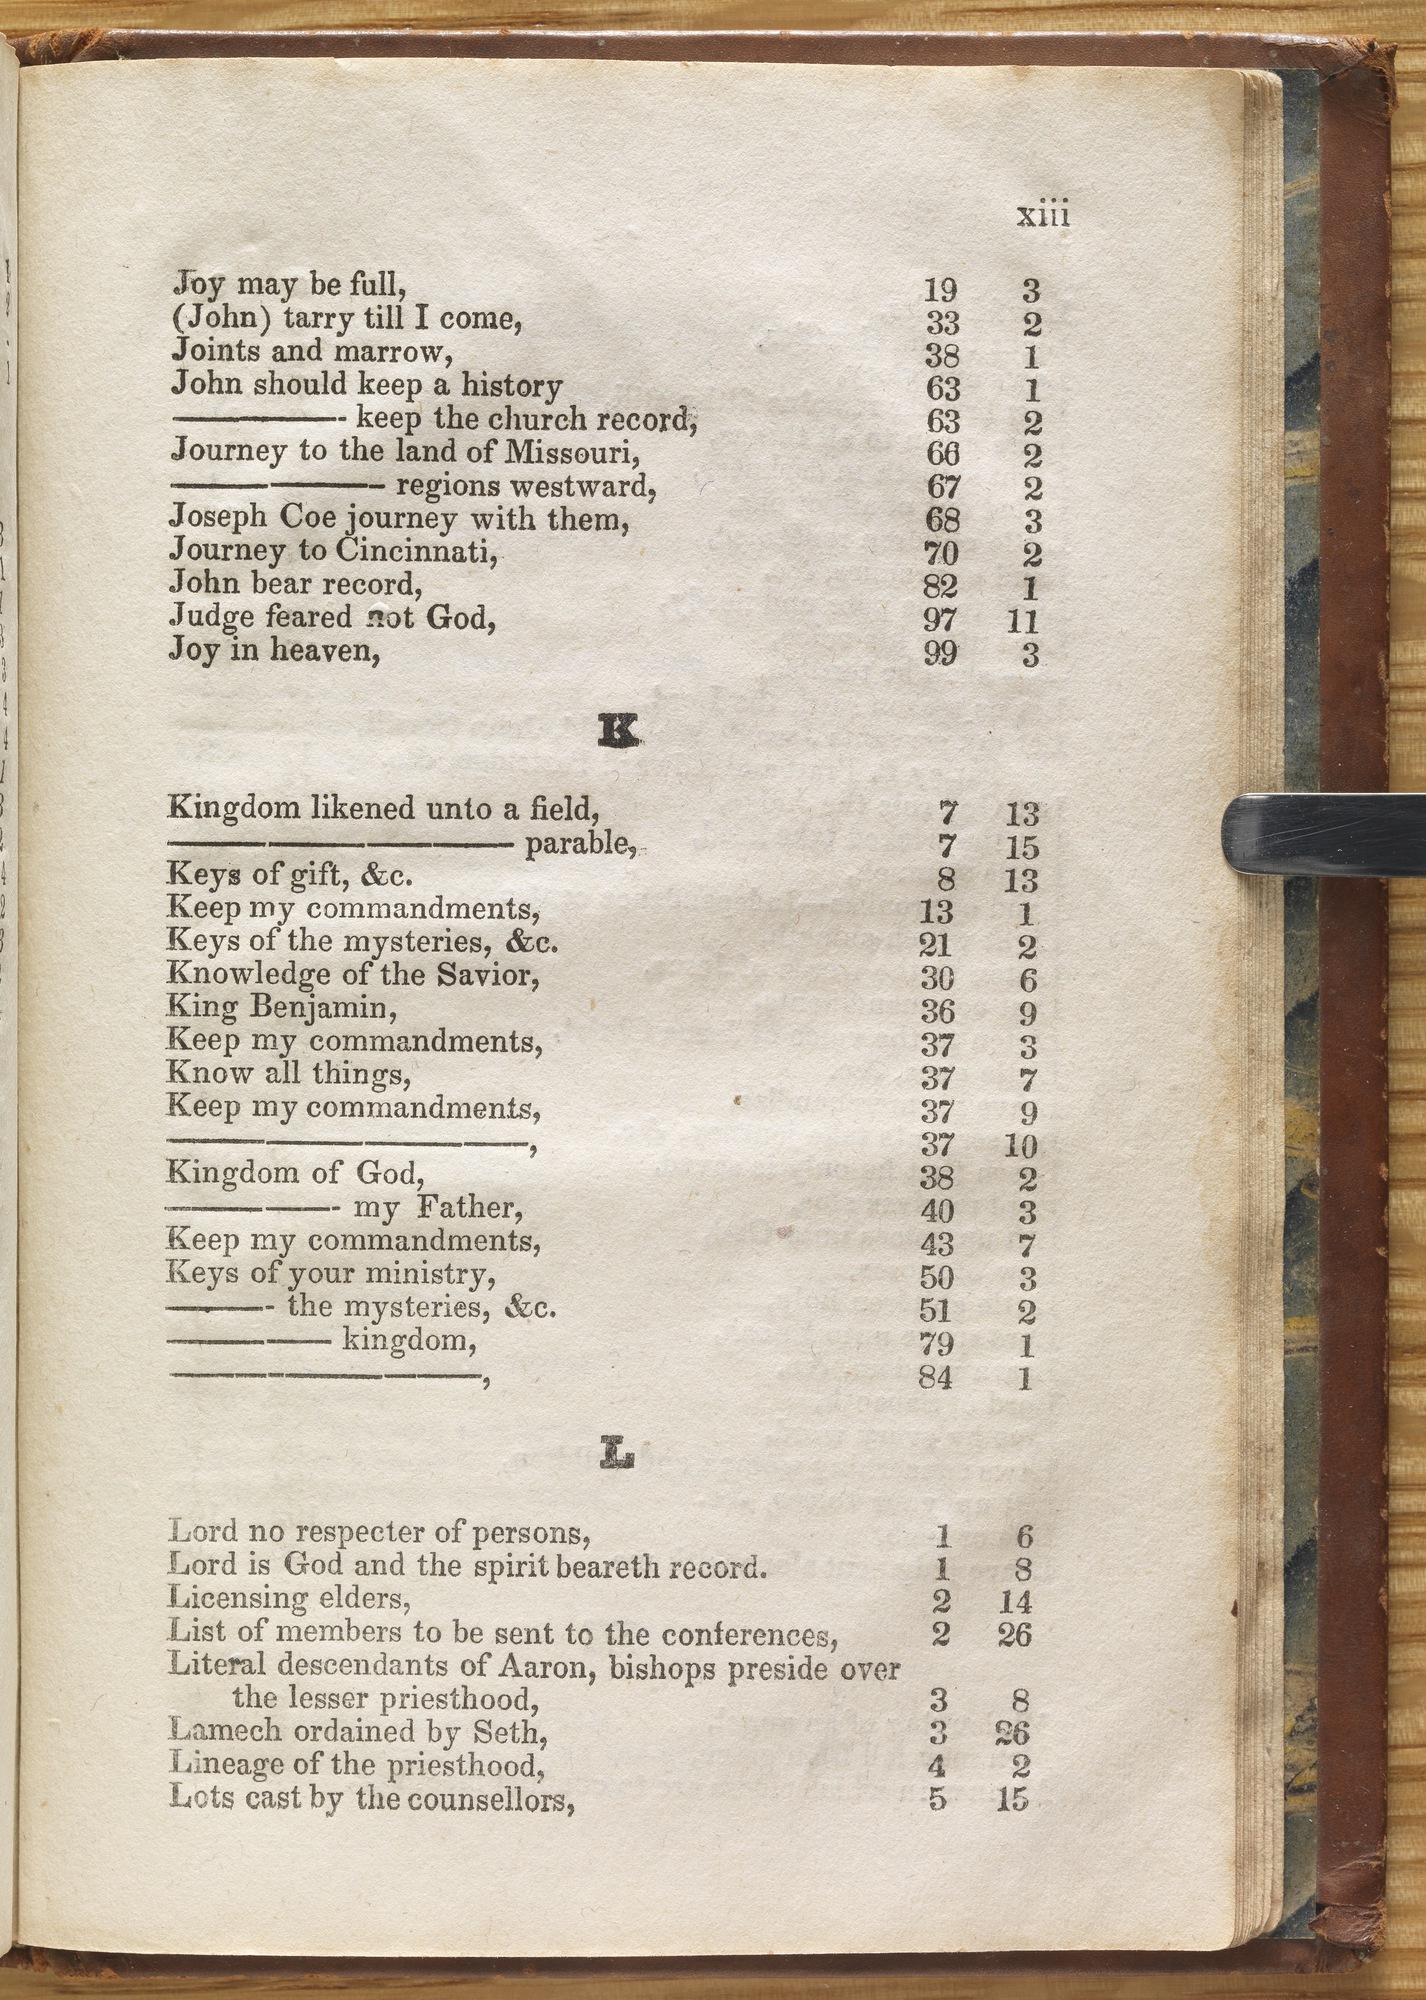 xiii
Joy may be full, 19 3
(John) tarry till I come, 33 2
Joints and marrow, 38 1
John should keep a history 63 1
———— keep the church record, 63 2
Journey to the land of Missouri, 66 2
———— regions westward, 67 2
Joseph Coe journey with them, 68 3
Journey to Cincinnati, 70 2
John bear record, 82 1
Judge feared not God, 97 11
Joy in heaven, 99 3
K
Kingdom likened unto a field, 7 13
———————— parable, 7 15
Keys of gift, &c. 8 13
Keep my commandments, 13 1
Keys of the mysteries, &c. 21 2
Knowledge of the Savior, 30 6
King Benjamin, 36 9
Keep my commandments, 37 3
Know all things, 37 7
Keep my commandments, 37 9
————————, 37 10
Kingdom of God, 38 2
———— my Father, 40 3
Keep my commandments, 43 7
Keys of your ministry, 50 3
——— the mysteries, &c. 51 2
———— kingdom, 79 1
————————, 84 1
L
Lord no respecter of persons, 1 6
Lord is God and the spirit beareth record. 1 8
Licensing elders, 2 14
List of members to be sent to the conferences, 2 26
Literal descendants of Aaron, bishops preside over
the lesser priesthood, 3 8
Lamech ordained by Seth, 3 26
Lineage of the priesthood, 4 2
Lots cast by the counsellors, 5 15